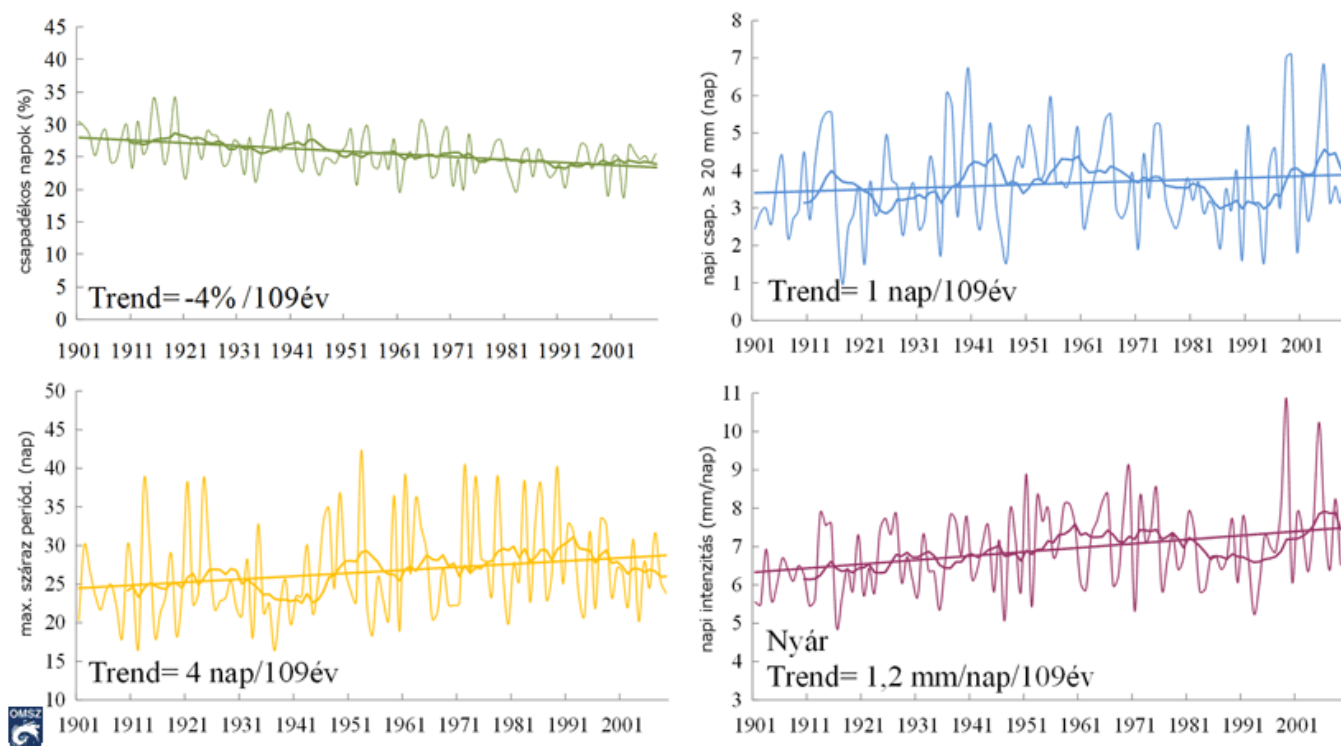 csapadékos napok (%)
45
40
35
30
25
20
15
10
5
0
Trend= -4% /109év
1901 1911 1921 1931 1941 1951 1961 1971 1981 1991 2001
napi csap. ≥ 20 mm (nap)
8
7
6
5
4
3
2
1
0
Trend= 1 nap/109év
1901 1911 1921 1931 1941 1951 1961 1971 1981 1991 2001
max. száraz periód. (nap)
50
45
40
35
30
25
20
15
10
Trend= 4 nap/109év
1901 1911 1921 1931 1941 1951 1961 1971 1981 1991 2001
OMSZ
napi intenzitás (mm/nap)
11
10
9
8
7
6
5
4
3
Nyár
Trend= 1,2 mm/nap/109év
1901 1911 1921 1931 1941 1951 1961 1971 1981 1991 2001